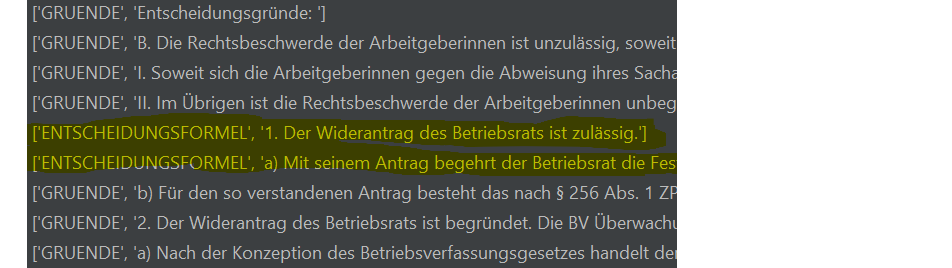 ['GRUENDE', 'Entscheidungsgründe: ']
['GRUENDE', 'B. Die Rechtsbeschwerde der Arbeitgeberinnen ist unzulässig, soweit
['GRUENDE', 'I. Soweit sich die Arbeitgeberinnen gegen die Abweisung ihres Sacha
['GRUENDE', 'II. Im Übrigen ist die Rechtsbeschwerde der Arbeitgeberinnen unbeg
['ENTSCHEIDUNGSFORMEL', '1. Der Widerantrag des Betriebsrats ist zulässig.']
['ENTSCHEIDUNGSFORMEL', 'a) Mit seinem Antrag begehrt der Betriebsrat die Fes
['GRUENDE', 'b) Für den so verstandenen Antrag besteht das nach § 256 Abs. 1 ZP
['GRUENDE', '2. Der Widerantrag des Betriebsrats ist begründet. Die BV Überwachu
['GRUENDE', 'a) Nach der Konzeption des Betriebsverfassungsgesetzes handelt de